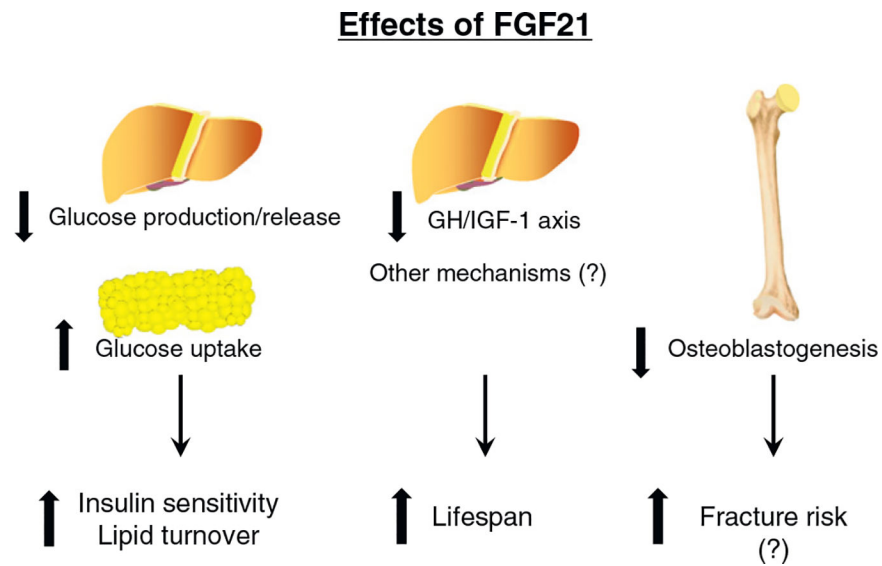 Effects of FGF21
Glucose production/release
Glucose uptake
Insulin sensitivity
Lipid turnover
GH/IGF-1 axis
Other mechanisms (?)
Lifespan
Osteoblastogenesis
Fracture risk
(?)